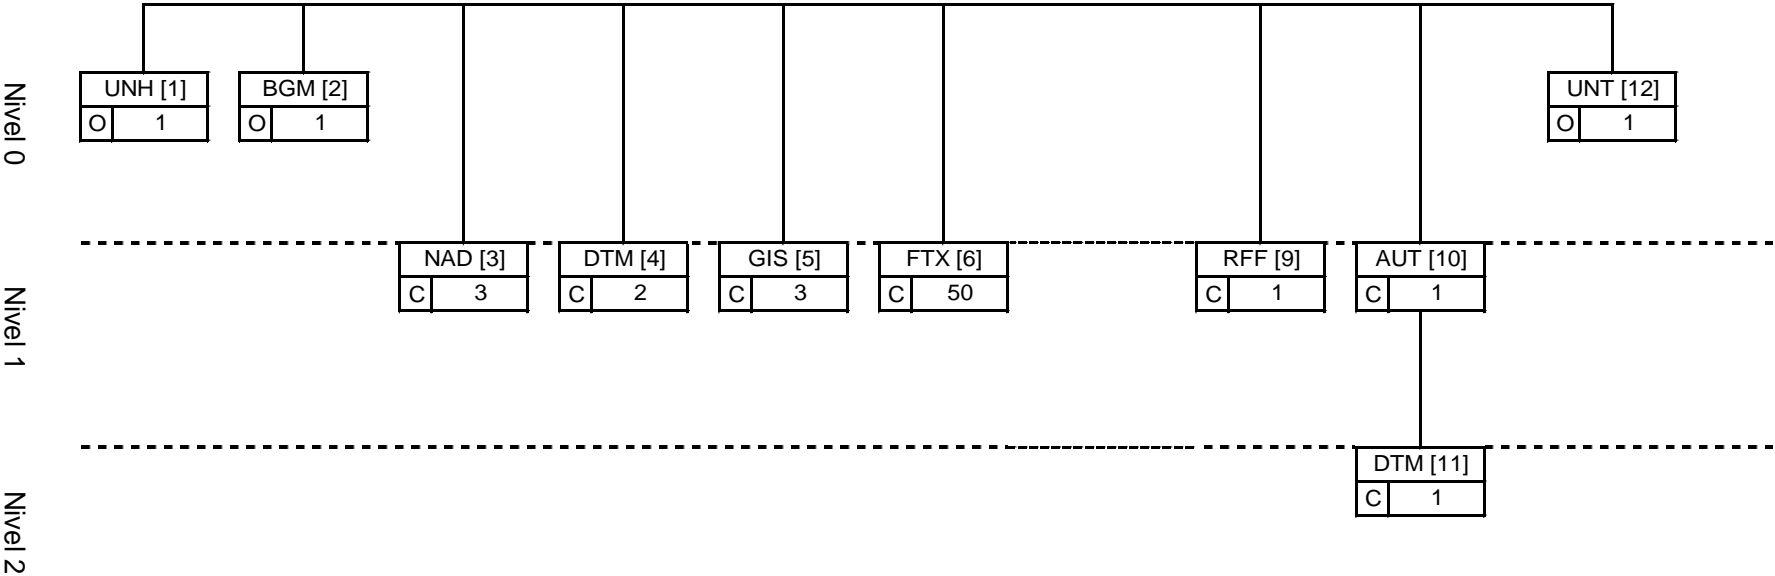 Nivel 0
UNH [1]
O 1
BGM [2]
O 1
UNT [12]
O 1
Nivel 1
NAD [3]
C 3
DTM [4]
C 2
GIS [5]
C 3
FTX [6]
C 50
RFF [9]
C 1
AUT [10]
C 1
Nivel 2
DTM [11]
C 1